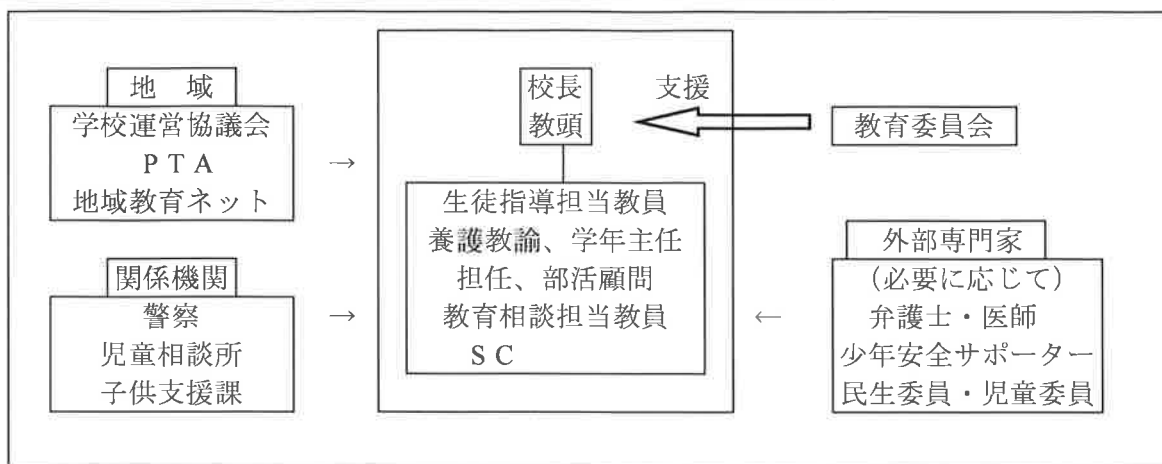 地　域
学校運営協議会
ＰＴＡ
地域教育ネット
→
関係機関
警察
児童相談所
子供支援課
→
校長
教頭
支援
生徒指導担当教員
養護教諭、学年主任
担任、部活顧問
教育相談担当教員
ＳＣ
教育委員会
←
外部専門家
（必要に応じて）
弁護士・医師
少年安全サポーター
民生委員・児童委員